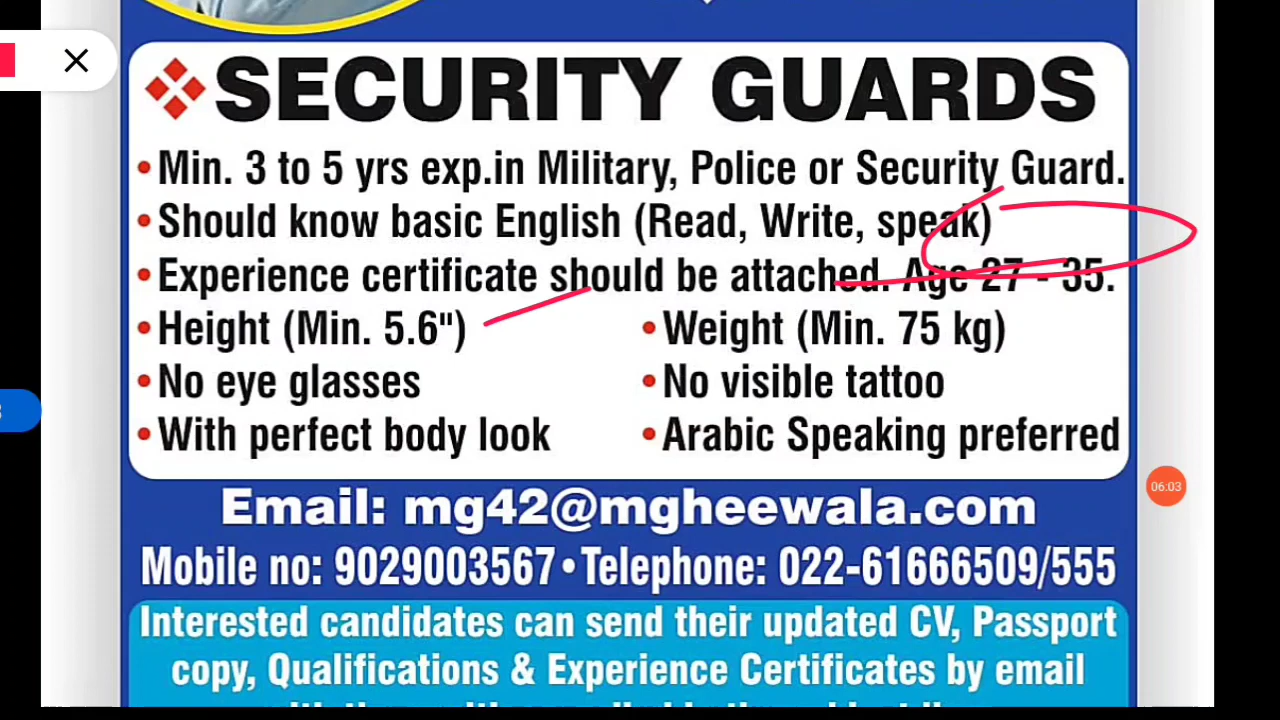 SECURITY GUARDS
• Min. 3 to 5 yrs exp.in Military, Police or Security Guard.
• Should know basic English (Read, Write, speak)
• Experience certificate should be attached. Age 27 - 35.
• Height (Min. 5.6") • Weight (Min. 75 kg)
• No eye glasses • No visible tattoo
• With perfect body look • Arabic Speaking preferred
06:03
Email: mg42@mgheewala.com
Mobile no: 9029003567 • Telephone: 022-61666509/555
Interested candidates can send their updated CV, Passport
copy, Qualifications & Experience Certificates by email